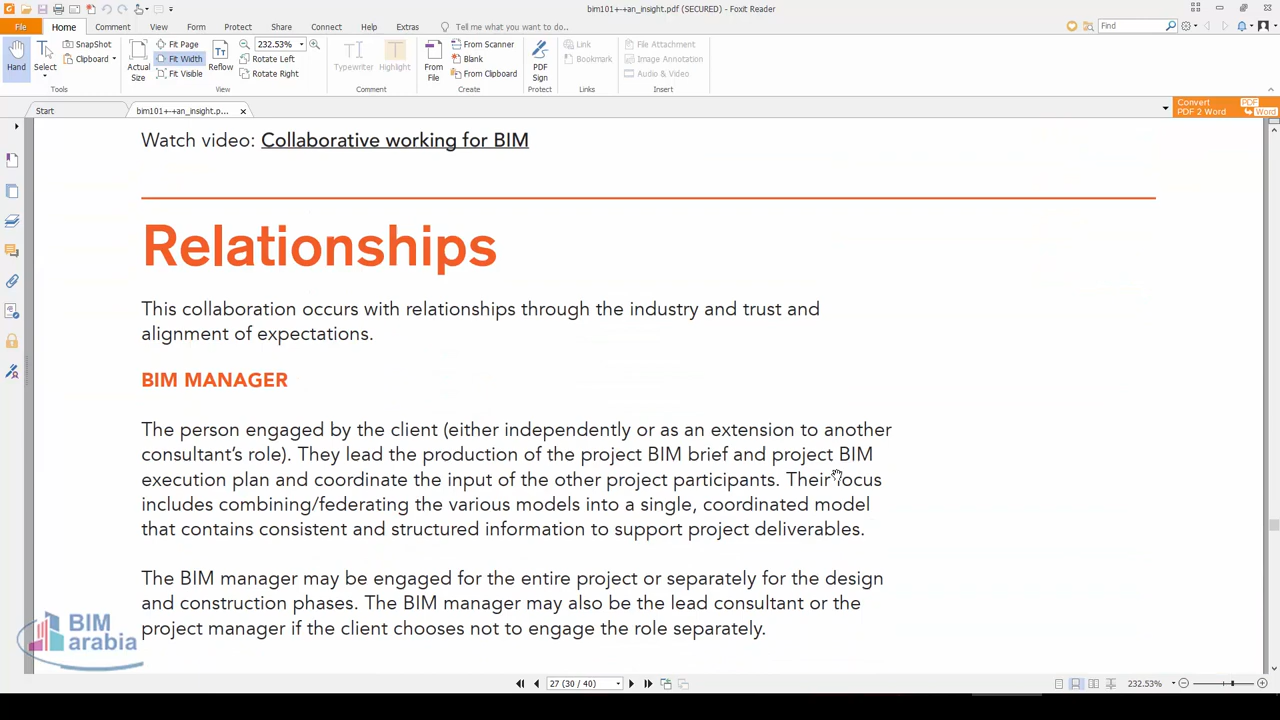 bim101+-+an_insight.pdf (SECURED) - Foxit Reader
File Home Comment View Form Protect Share Connect Help Extras Tell me what you want to do... Find
Hand Select SnapShot Clipboard Tools
Actual Size Fit Page Fit Width Fit Visible Reflow 232.53% Rotate Left Rotate Right View
Typewriter Highlight Comment
From File From Scanner Blank From Clipboard Create
PDF Sign Protect
Link Bookmark Links
File Attachment Image Annotation Audio & Video Insert
Start bim101+-+an_insight.p...
Convert PDF
PDF 2 Word Word
Watch video: Collaborative working for BIM
Relationships
This collaboration occurs with relationships through the industry and trust and
alignment of expectations.
BIM MANAGER
The person engaged by the client (either independently or as an extension to another
consultant's role). They lead the production of the project BIM brief and project BIM
execution plan and coordinate the input of the other project participants. Their focus
includes combining/federating the various models into a single, coordinated model
that contains consistent and structured information to support project deliverables.
The BIM manager may be engaged for the entire project or separately for the design
and construction phases. The BIM manager may also be the lead consultant or the
project manager if the client chooses not to engage the role separately.
BIM
arabia
27 (30 / 40) 232.53%